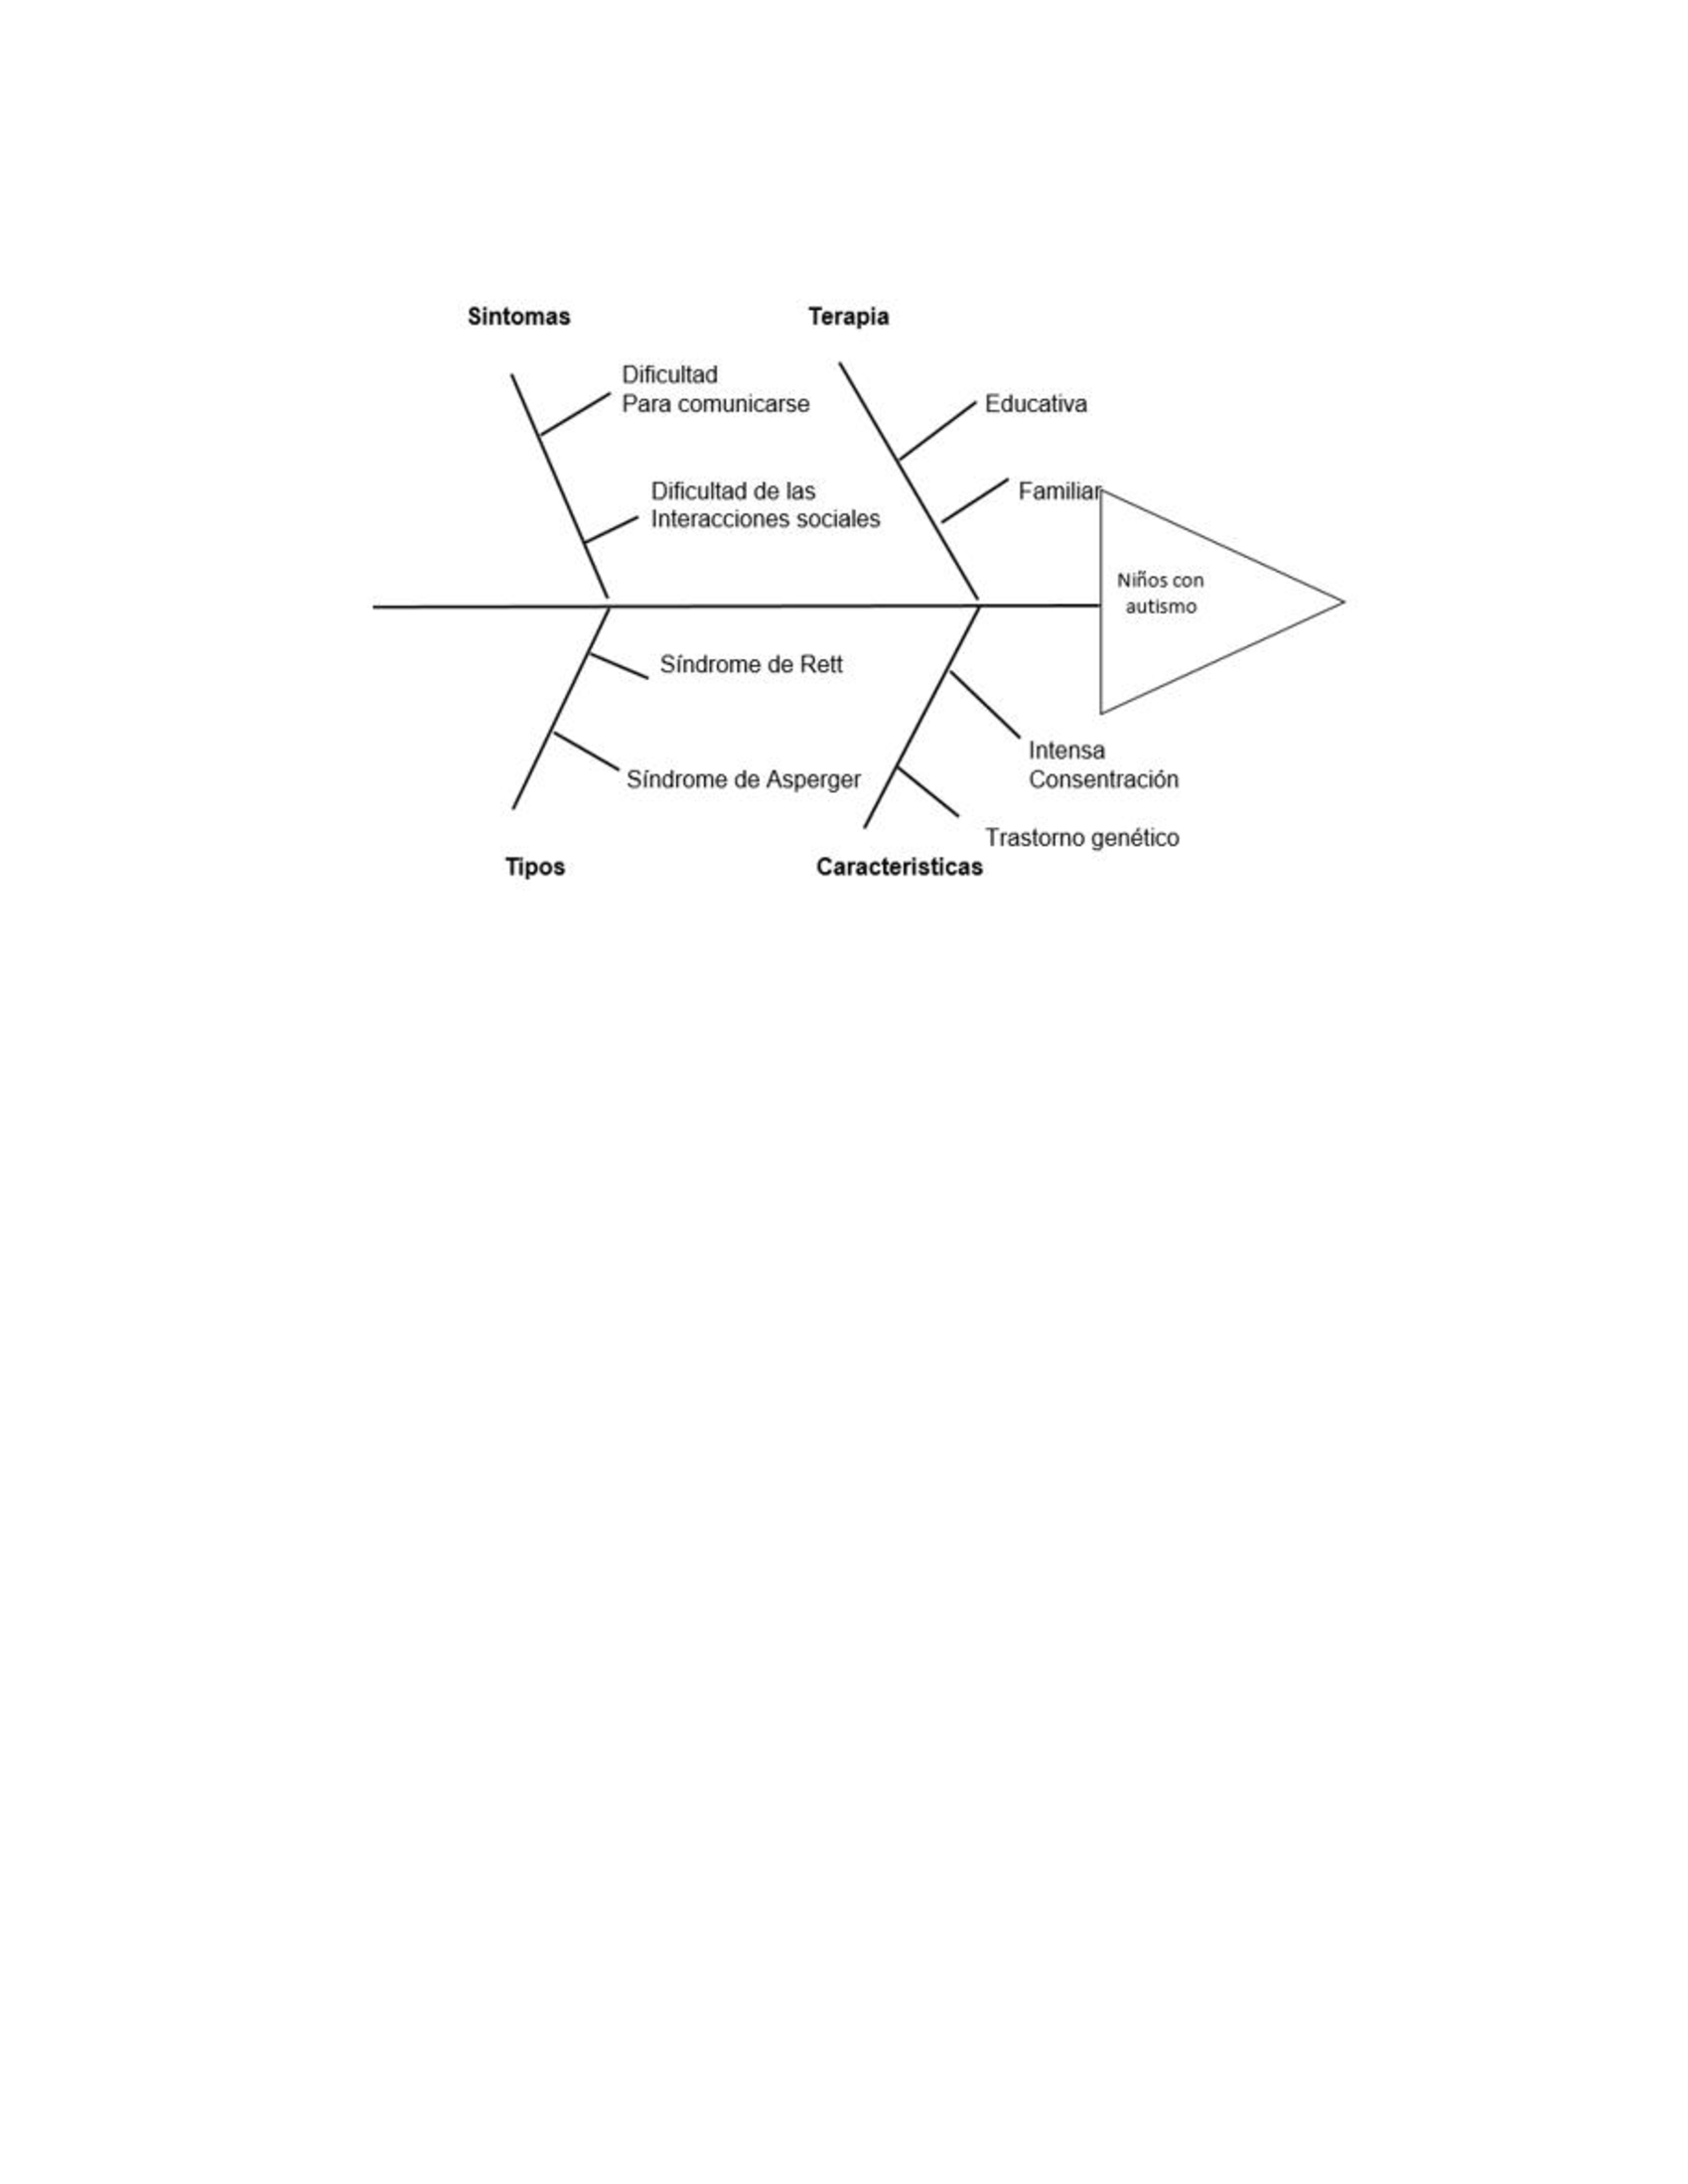 Sintomas
Terapia
Dificultad
Para comunicarse
Educativa
Dificultad de las
Interacciones sociales
Familiar
Niños con
autismo
Síndrome de Rett
Síndrome de Asperger
Intensa
Consentración
Trastorno genético
Tipos
Caracteristicas